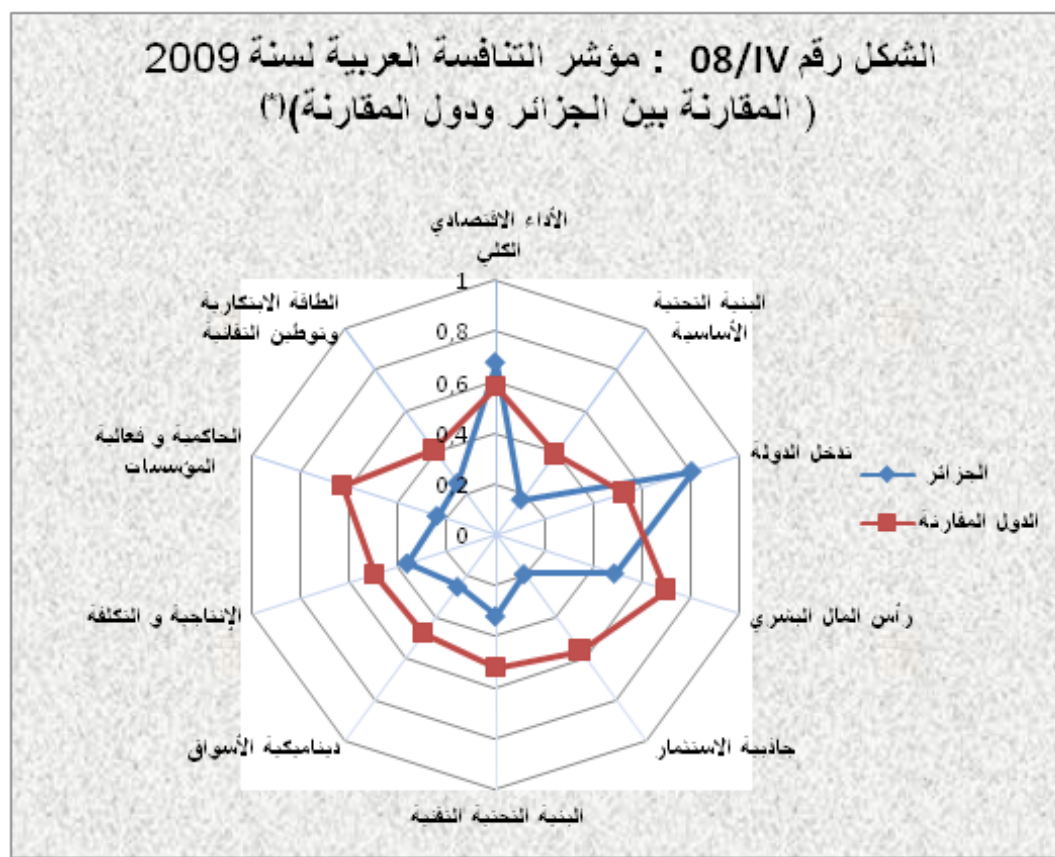 الشكل رقم 08/IV : مؤشر التنافسة العربية لسنة 2009
( المقارنة بين الجزائر ودول المقارنة)(*)
الأداء الاقتصادي
الكلي
البنية التحتية
الأساسية
تدخل الدولة
رأس المال البشري
جاذبية الاستثمار
البنية التحتية التقنية
ديناميكية الأسواق
الإنتاجية و التكلفة
الحاكمية و فعالية
المؤسسات
الطاقة الابتكارية
وتوطين التقانية
1
0,8
0,6
0,4
0,2
0
الجزائر
الدول المقارنة